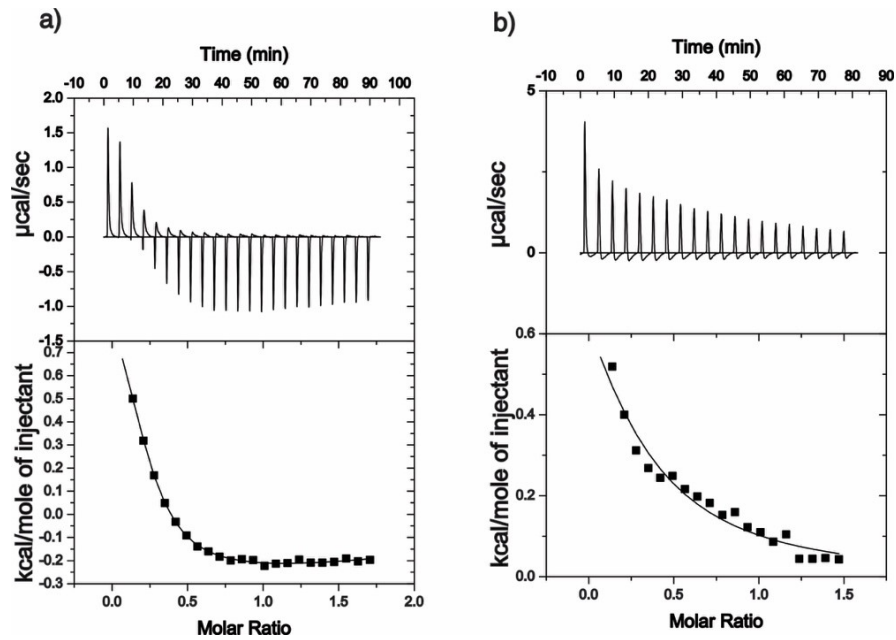 a)
Time (min)
-10 0 10 20 30 40 50 60 70 80 90 100
2.0
1.5
1.0
0.5
0.0
-0.5
-1.0
-1.5
µcal/sec
0.7
0.6
0.5
0.4
0.3
0.2
0.1
0.0
-0.1
-0.2
-0.3
kcal/mole of injectant
0.0 0.5 1.0 1.5 2.0
Molar Ratio
b)
Time (min)
-10 0 10 20 30 40 50 60 70 80 90
5
0
µcal/sec
0.6
0.4
0.2
0.0
kcal/mole of injectant
0.0 0.5 1.0 1.5
Molar Ratio